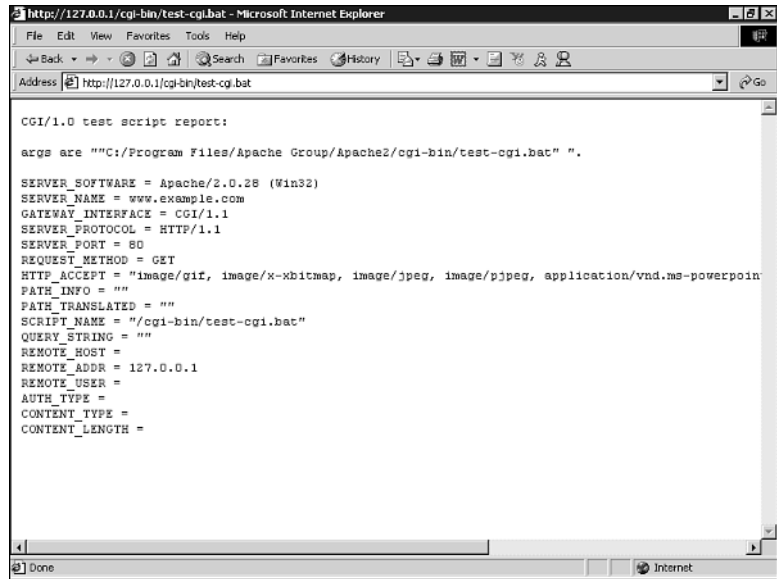 http://127.0.0.1/cgi-bin/test-cgi.bat - Microsoft Internet Explorer
File Edit View Favorites Tools Help
Back Search Favorites History
Address http://127.0.0.1/cgi-bin/test-cgi.bat Go
CGI/1.0 test script report:
args are ""C:/Program Files/Apache Group/Apache2/cgi-bin/test-cgi.bat" ".
SERVER_SOFTWARE = Apache/2.0.28 (Win32)
SERVER_NAME = www.example.com
GATEWAY_INTERFACE = CGI/1.1
SERVER_PROTOCOL = HTTP/1.1
SERVER_PORT = 80
REQUEST_METHOD = GET
HTTP_ACCEPT = "image/gif, image/x-xbitmap, image/jpeg, image/pjpeg, application/vnd.ms-powerpoin
PATH_INFO = ""
PATH_TRANSLATED = ""
SCRIPT_NAME = "/cgi-bin/test-cgi.bat"
QUERY_STRING = ""
REMOTE_HOST =
REMOTE_ADDR = 127.0.0.1
REMOTE_USER =
AUTH_TYPE =
CONTENT_TYPE =
CONTENT_LENGTH =
Done Internet